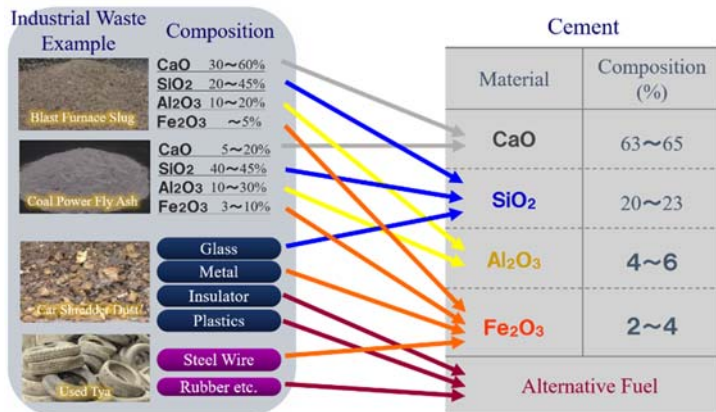 Industrial Waste
Example
Composition
Blast Furnace Slug
CaO 30～60%
SiO2 20～45%
Al2O3 10～20%
Fe2O3 ～5%
Coal Power Fly Ash
CaO 5～20%
SiO2 40～45%
Al2O3 10～30%
Fe2O3 3～10%
Car Shredder Dust
Glass
Metal
Insulator
Plastics
Used Tya
Steel Wire
Rubber etc.
Cement
Material
Composition
(%)
CaO 63～65
SiO2 20～23
Al2O3 4～6
Fe2O3 2～4
Alternative Fuel